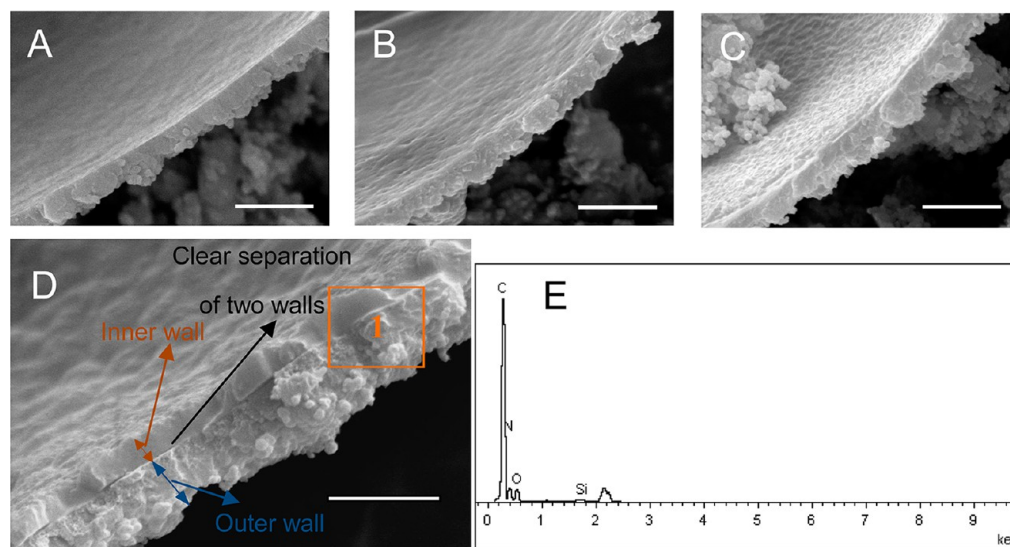 A
B
C
D
Clear separation
of two walls
Inner wall
1
Outer wall
E
C
N
O
Si
0 1 2 3 4 5 6 7 8 9
ke